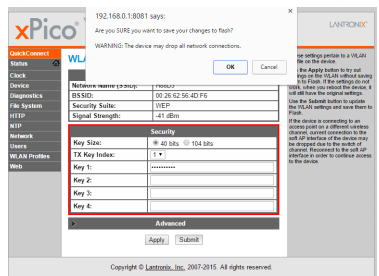 xPico
LANTRONIX®
192.168.0.1:8081 says:
Are you SURE you want to save your changes to flash?
WARNING: The device may drop all network connections.
OK
Cancel
QuickConnect
Status
Clock
Device
Diagnostics
File System
HTTP
NTP
Network
Users
WLAN Profiles
Web
Network Name (SSID):
BSSID: 00:26:62:56:4D:F6
Security Suite: WEP
Signal Strength: -41 dBm
Security
Key Size: 40 bits 104 bits
TX Key Index: 1
Key 1: ••••••••••
Key 2:
Key 3:
Key 4:
Advanced
Apply
Submit
settings pertain to a WLAN
file on the device.
the Apply button to try out
on the WLAN without saving
to Flash. If the settings do not
work, when you reboot the device, it
will still have the original settings.
Use the Submit button to update
the WLAN settings and save them to
Flash.
If the device is connecting to an
access point on a different wireless
channel, current connection to the
soft AP interface of the device may
be dropped due to the switch of
channel. Reconnect to the soft AP
interface in order to continue access
to the device.
Copyright © Lantronix, Inc. 2007-2015. All rights reserved.